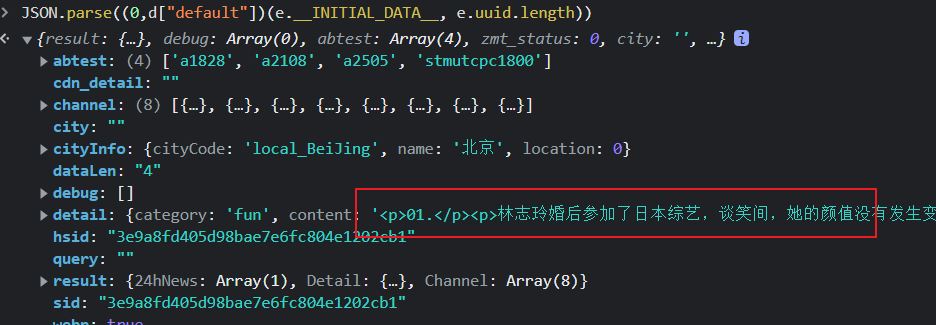 > JSON.parse((0,d["default"])(e.__INITIAL_DATA__, e.uuid.length))
{result: {…}, debug: Array(0), abtest: Array(4), zmt_status: 0, city: '', …} i
abtest: (4) ['a1828', 'a2108', 'a2505', 'stmutcpc1800']
cdn_detail: ""
channel: (8) [{…}, {…}, {…}, {…}, {…}, {…}, {…}, {…}]
city: ""
cityInfo: {cityCode: 'local_BeiJing', name: '北京', location: 0}
dataLen: "4"
debug: []
detail: {category: 'fun', content: '<p>01.</p><p>林志玲婚后参加了日本综艺，谈笑间，她的颜值没有发生变
hsid: "3e9a8fd405d98bae7e6fc804e1202cb1"
query: ""
result: {24hNews: Array(1), Detail: {…}, Channel: Array(8)}
sid: "3e9a8fd405d98bae7e6fc804e1202cb1"
webp: true